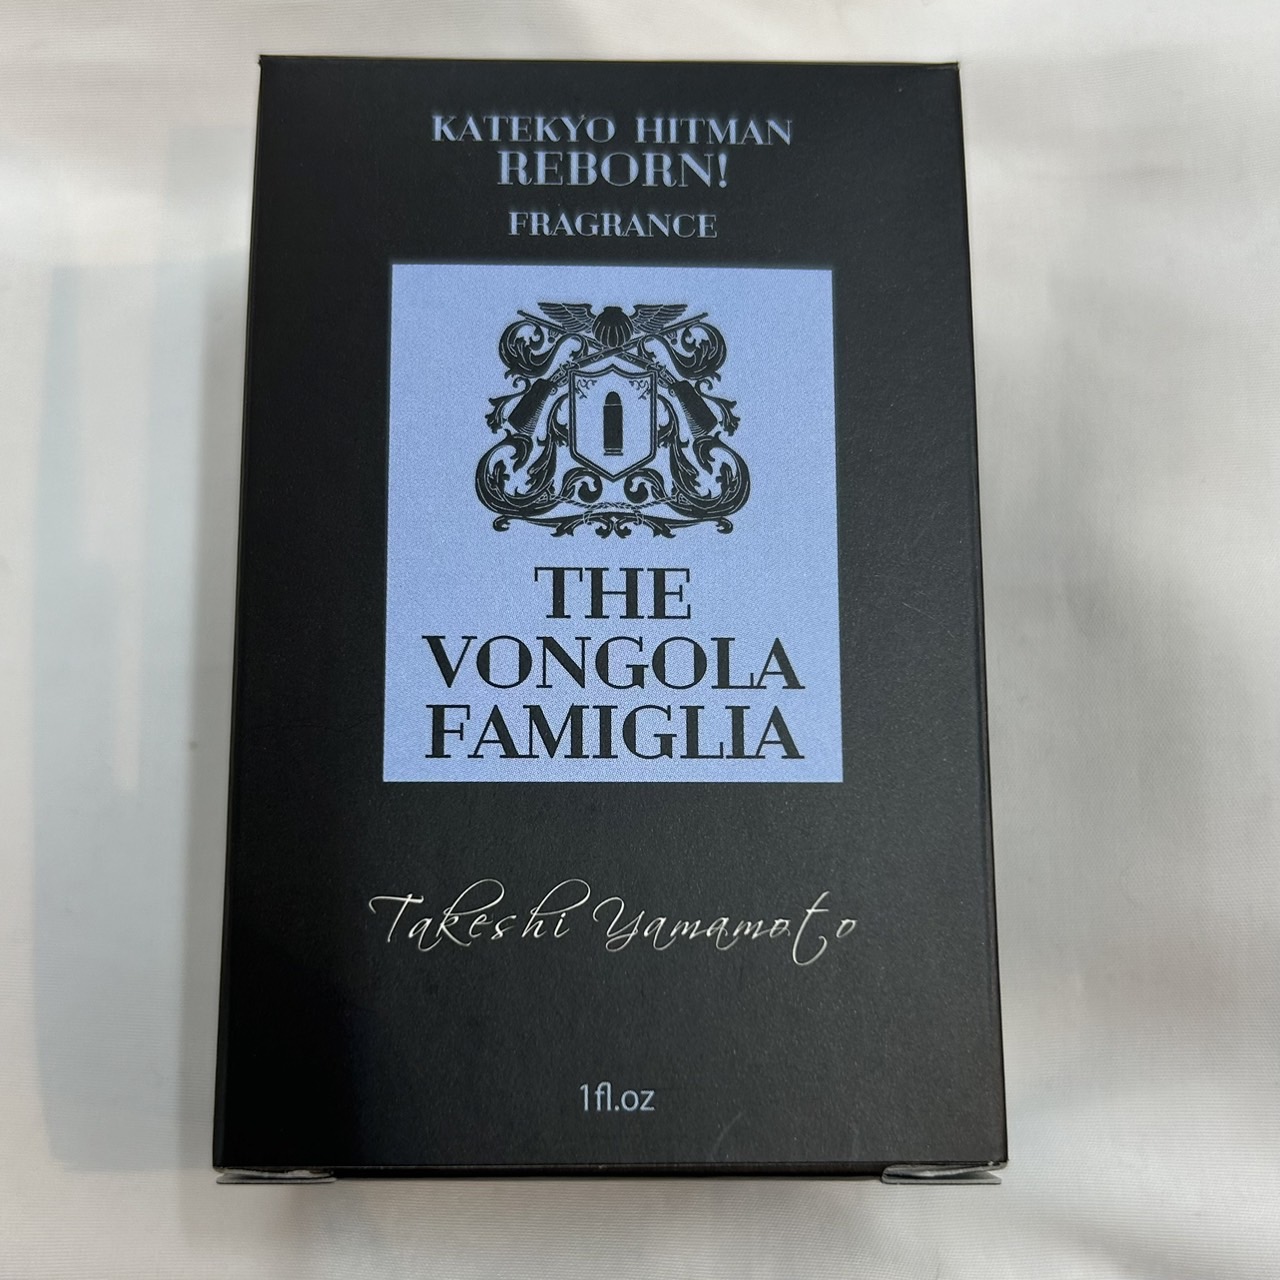 KATEKYO HITMAN
REBORN!
FRAGRANCE
THE
VONGOLA
FAMIGLIA
Takeshi Yamamoto
1fl.oz